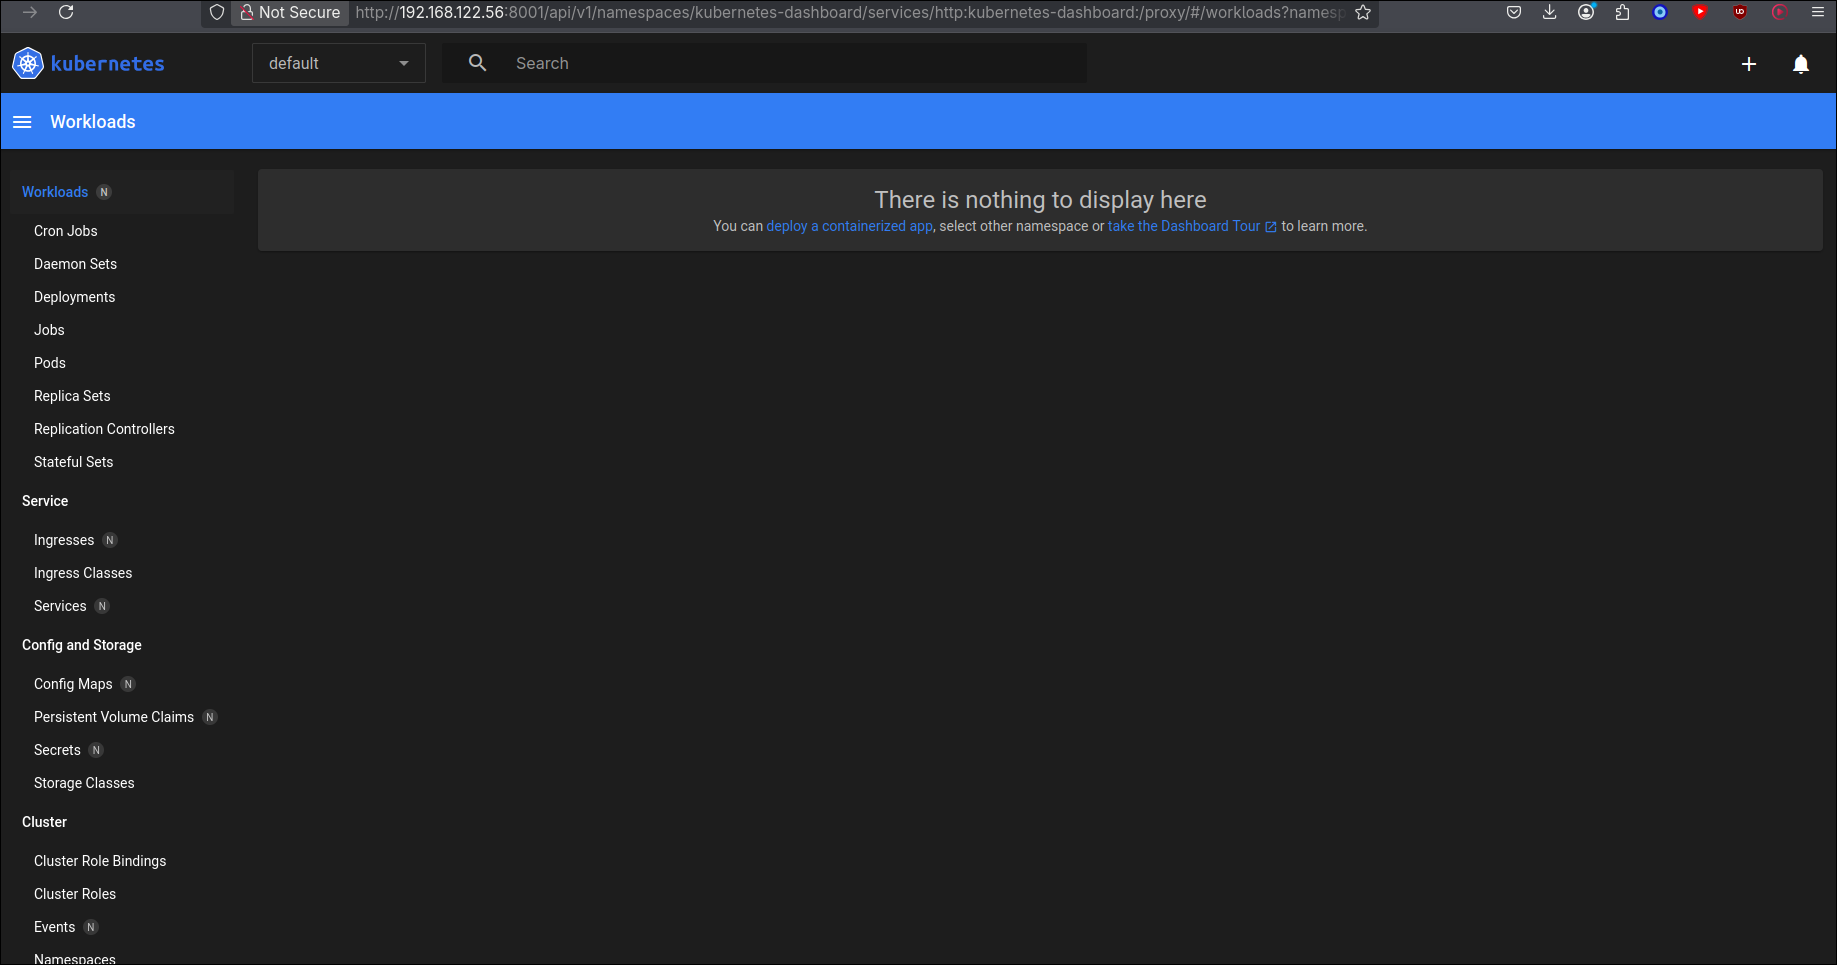 Not Secure http://192.168.122.56:8001/api/v1/namespaces/kubernetes-dashboard/services/http:kubernetes-dashboard:/proxy/#/workloads?namesp
kubernetes
default
Search
Workloads
Workloads N
Cron Jobs
Daemon Sets
Deployments
Jobs
Pods
Replica Sets
Replication Controllers
Stateful Sets
Service
Ingresses N
Ingress Classes
Services N
Config and Storage
Config Maps N
Persistent Volume Claims N
Secrets N
Storage Classes
Cluster
Cluster Role Bindings
Cluster Roles
Events N
Namespaces
There is nothing to display here
You can deploy a containerized app, select other namespace or take the Dashboard Tour to learn more.